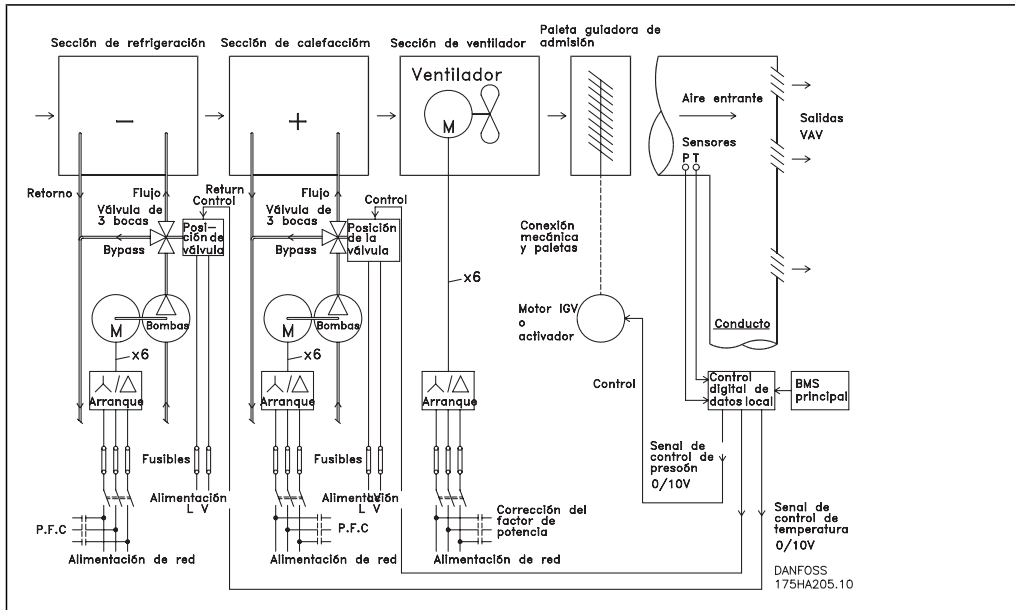 Sección de refrigeración
Sección de calefaccióm
Sección de ventilador
Paleta guiadora de
admisión
Ventilador
M
−
+
Aire entrante
Salidas
VAV
Sensores
P T
Retorno
Flujo
Return
Control
Flujo
Control
Válvula de
3 bocas
Posi-
ción de
válvula
Bypass
Válvula de
3 bocas
Posición
de la
válvula
Bypass
Conexión
mecánica
y paletas
x6
M
Bombas
M
Bombas
Motor IGV
o
activador
Conducto
x6
x6
Arranque
Arranque
Arranque
Control
Control
digital de
datos local
BMS
principal
Fusibles
Fusibles
Senal de
control de
presoón
0/10V
Alimentación
L V
Alimentación
L V
P.F.C
P.F.C
Corrección del
factor de
potencia
Senal de
control de
temperatura
0/10V
Alimentación de red
Alimentación de red
Alimentación de red
DANFOSS
175HA205.10